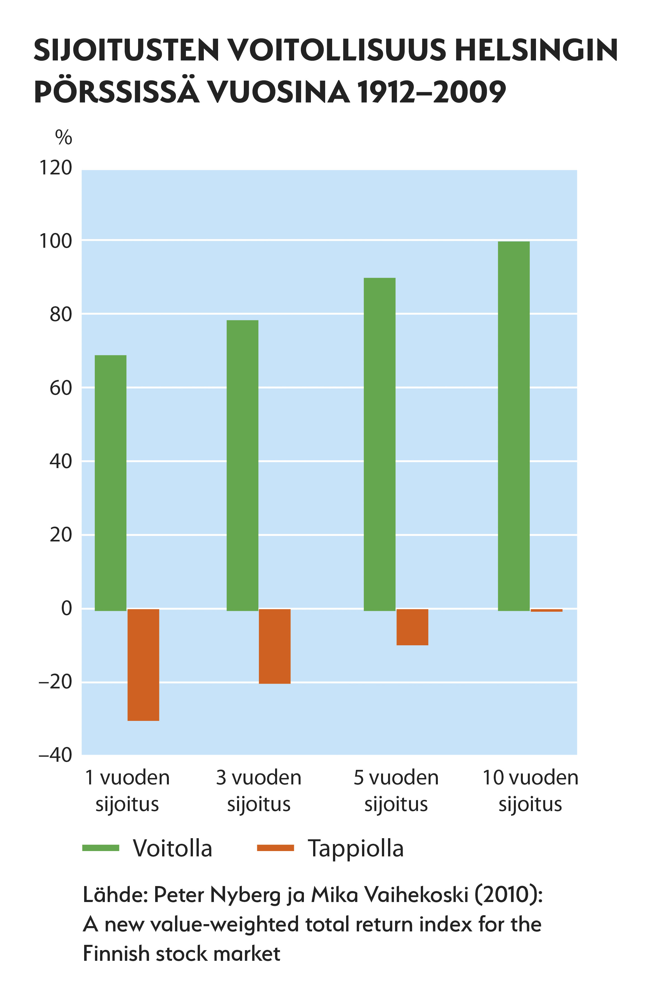 SIJOITUSTEN VOITOLLISUUS HELSINGIN
PÖRSSISSÄ VUOSINA 1912–2009
%
120
100
80
60
40
20
0
–20
–40
1 vuoden
sijoitus
3 vuoden
sijoitus
5 vuoden
sijoitus
10 vuoden
sijoitus
Voitolla
Tappiolla
Lähde: Peter Nyberg ja Mika Vaihekoski (2010):
A new value-weighted total return index for the
Finnish stock market